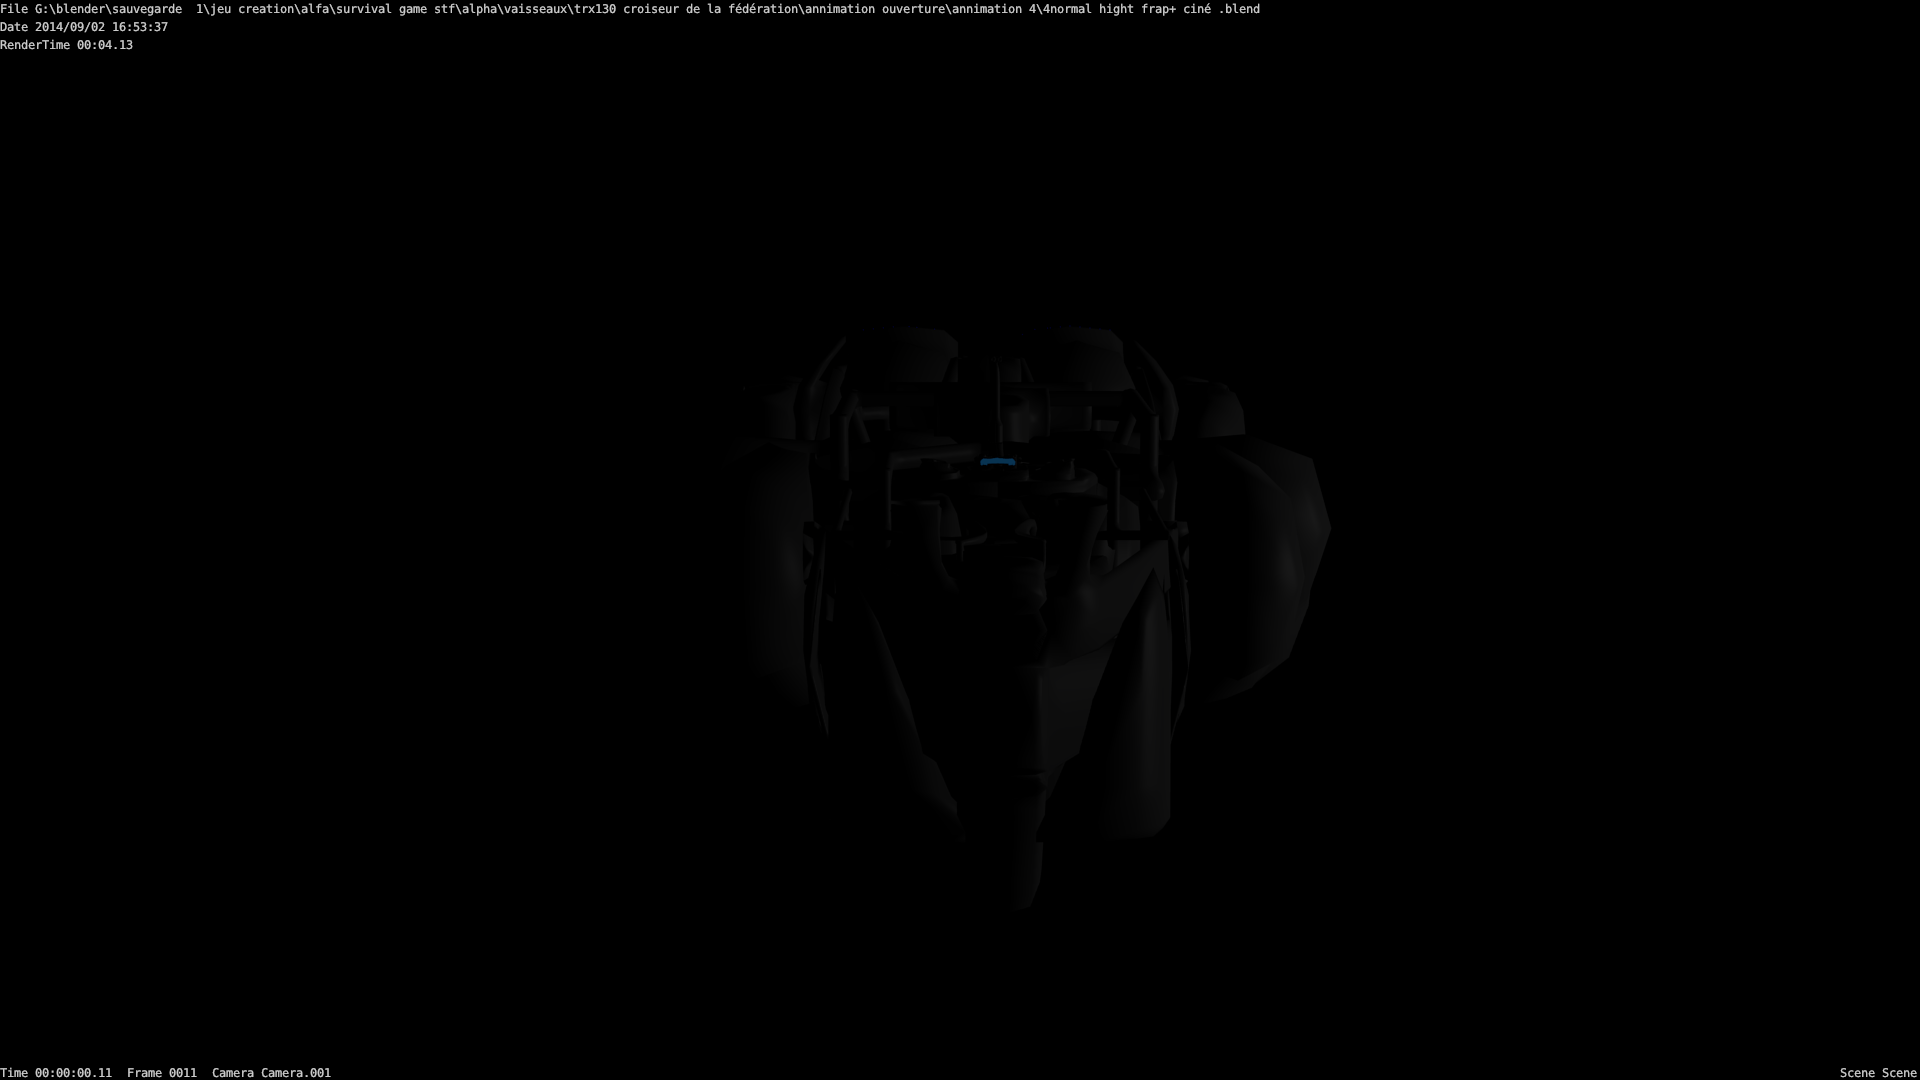 File G:\blender\sauvegarde  1\jeu creation\alfa\survival game stf\alpha\vaisseaux\trx130 croiseur de la fédération\annimation ouverture\annimation 4\4normal hight frap+ ciné .blend
Date 2014/09/02 16:53:37
RenderTime 00:04.13
Time 00:00:00.11  Frame 0011  Camera Camera.001
Scene Scene